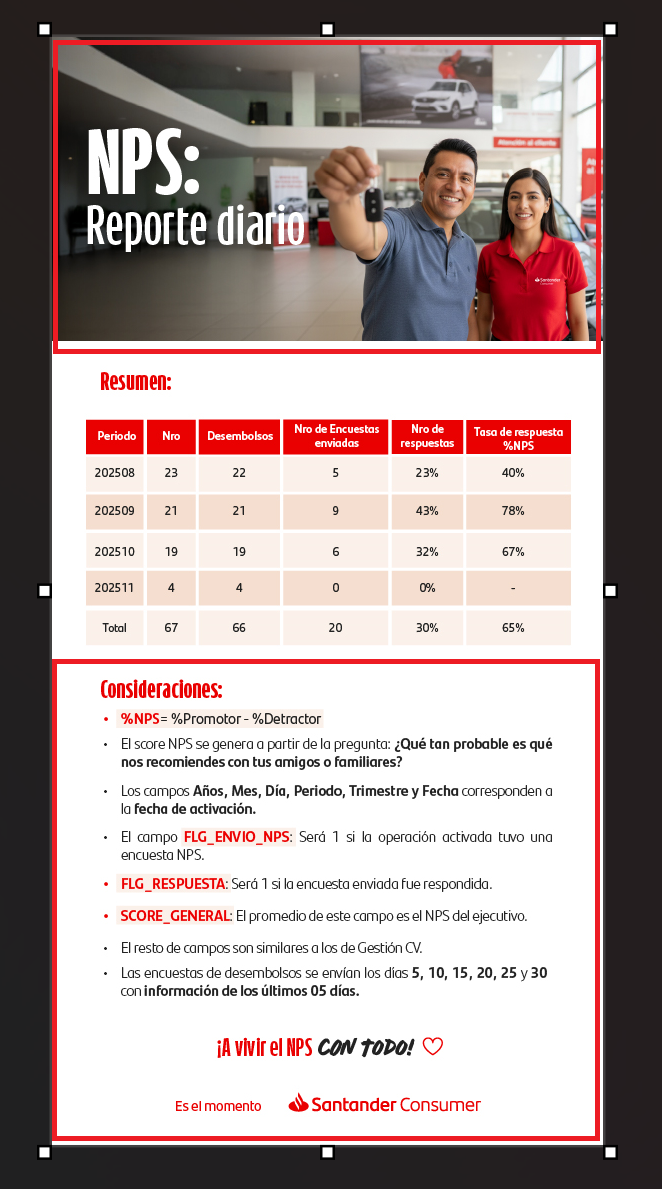 Atención al cliente
NPS:
Reporte diario
Santander
Resumen:
Periodo Nro Desembolsos Nro de Encuestas enviadas Nro de respuestas Tasa de respuesta %NPS
202508 23 22 5 23% 40%
202509 21 21 9 43% 78%
202510 19 19 6 32% 67%
202511 4 4 0 0% -
Total 67 66 20 30% 65%
Consideraciones:
• %NPS= %Promotor - %Detractor
• El score NPS se genera a partir de la pregunta: ¿Qué tan probable es qué
nos recomiendes con tus amigos o familiares?
• Los campos Años, Mes, Día, Periodo, Trimestre y Fecha corresponden a
la fecha de activación.
• El campo FLG_ENVIO_NPS: Será 1 si la operación activada tuvo una
encuesta NPS.
• FLG_RESPUESTA: Será 1 si la encuesta enviada fue respondida.
• SCORE_GENERAL: El promedio de este campo es el NPS del ejecutivo.
• El resto de campos son similares a los de Gestión CV.
• Las encuestas de desembolsos se envían los días 5, 10, 15, 20, 25 y 30
con información de los últimos 05 días.
¡A vivir el NPS CON TODO!
Es el momento Santander Consumer